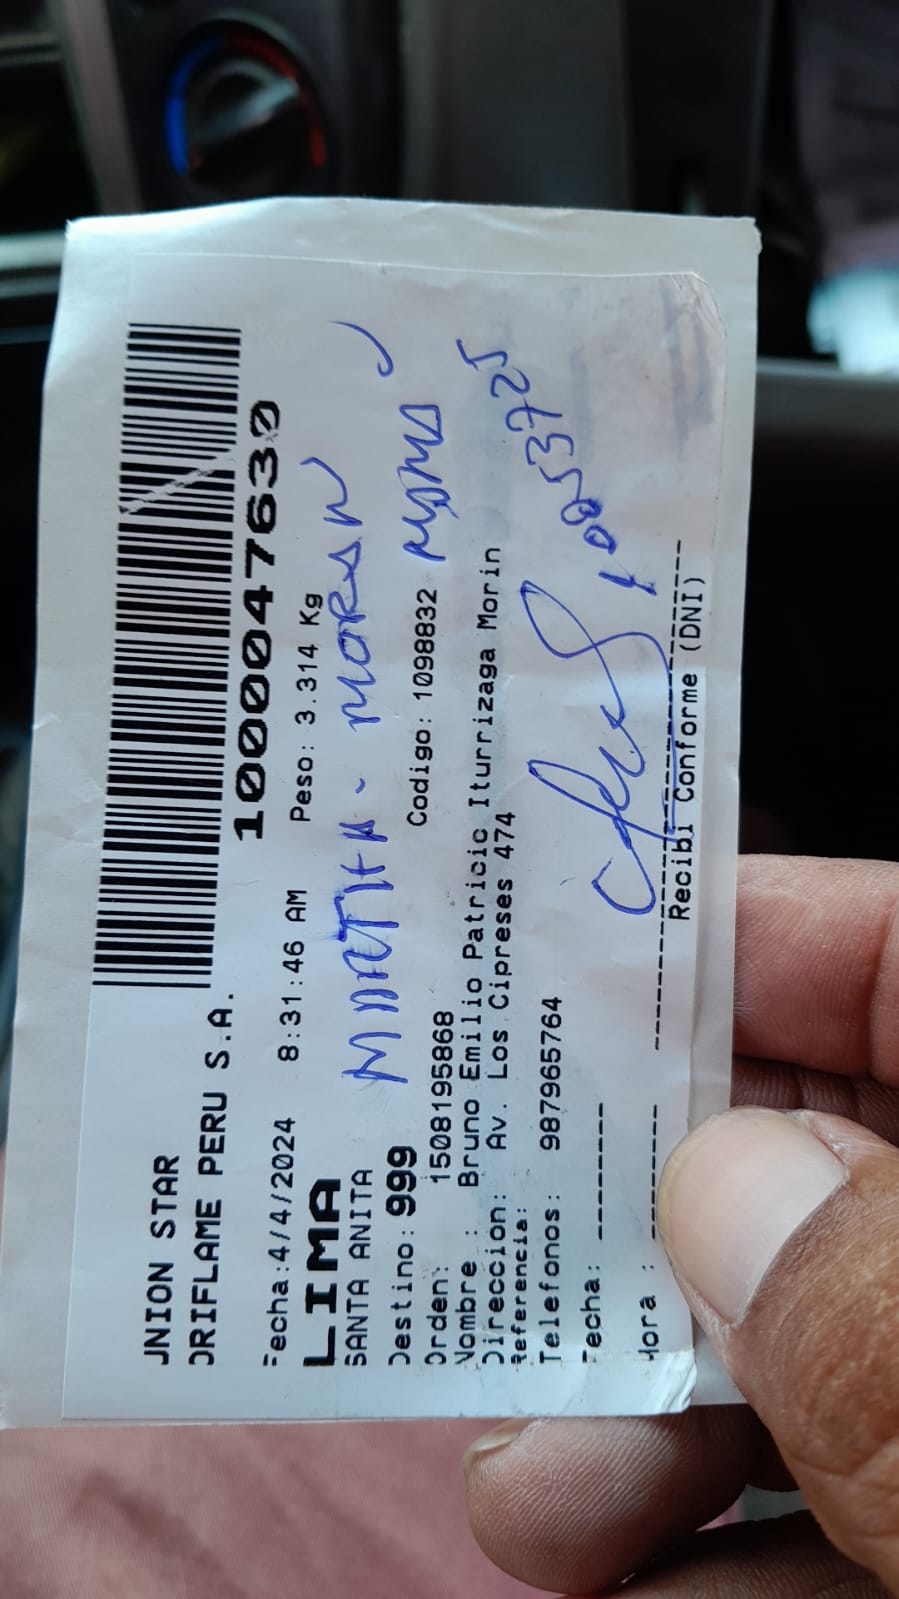 UNION STAR
ORIFLAME PERU S.A.
1000047630
Fecha:4/4/2024 8:31:46 AM Peso: 3.314 Kg
LIMA
SANTA ANITA
MARTHA - MORAN
Destino: 999
Codigo: 1098832 MAMA
Orden: 1508195868
Nombre : Bruno Emilio Patricic Iturrizaga Morin
Direccion: Av. Los Cipreses 474
Referencia:
Telefonos: 987965764
Fecha:
Hora :
Recibi Conforme (DNI)